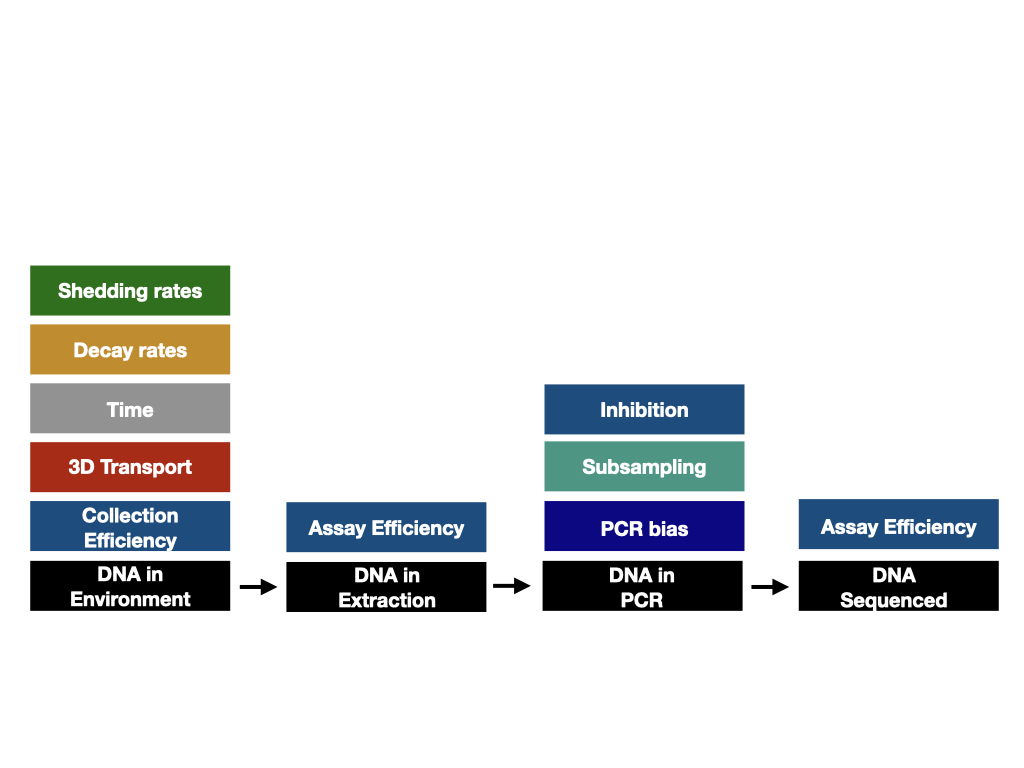 Shedding rates
Decay rates
Time
3D Transport
Collection
Efficiency
DNA in
Environment
Assay Efficiency
DNA in
Extraction
Inhibition
Subsampling
PCR bias
DNA in
PCR
Assay Efficiency
DNA
Sequenced